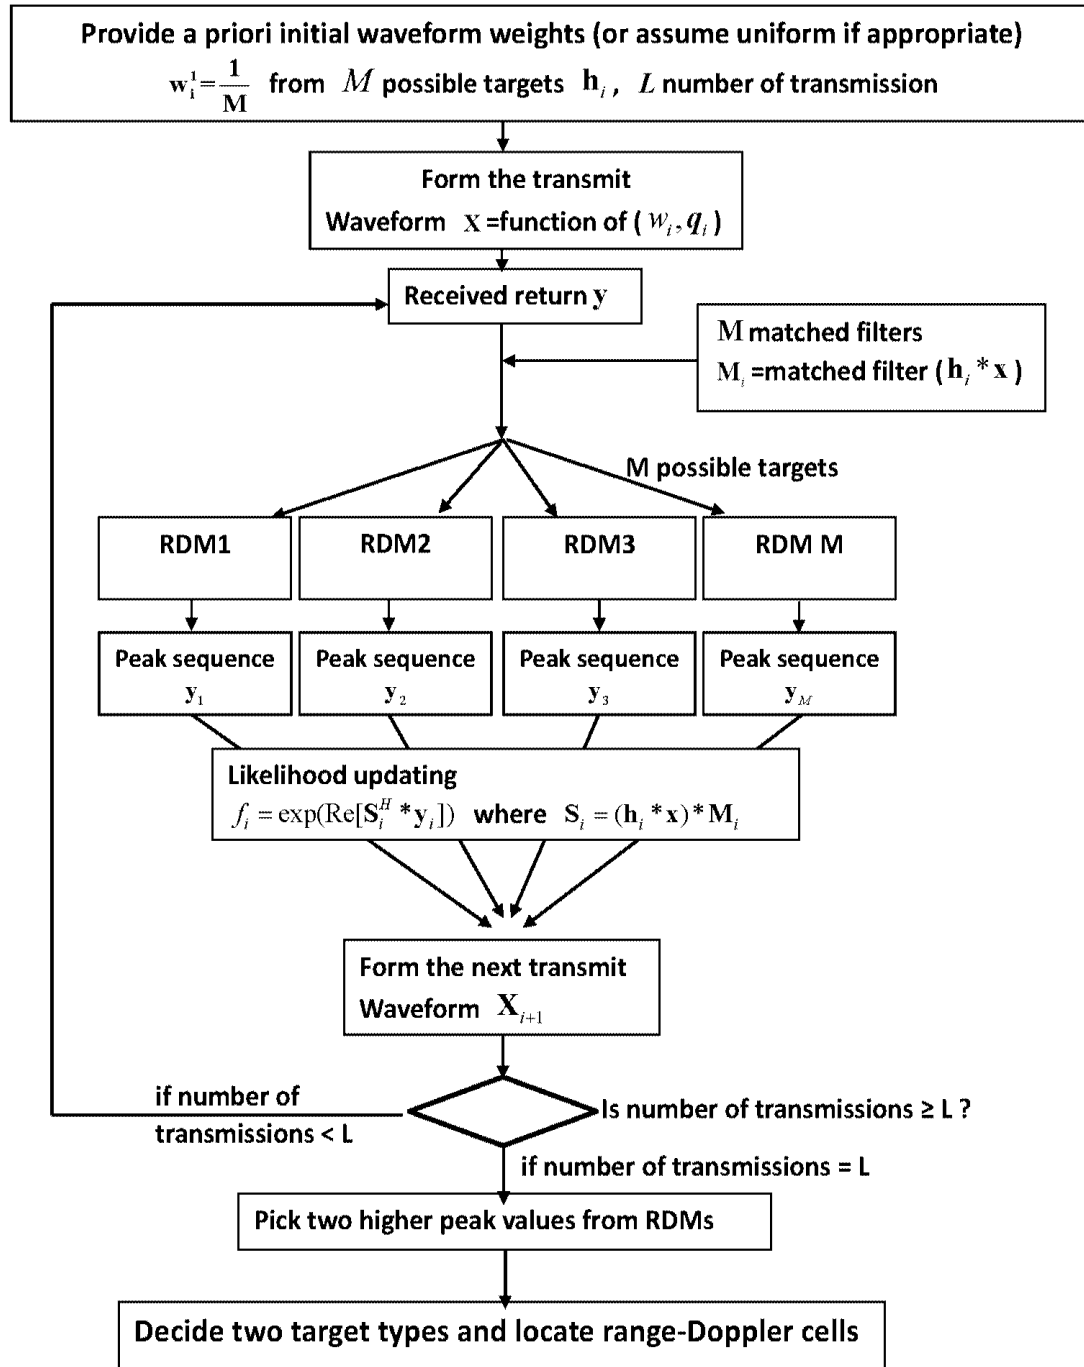 Provide a priori initial waveform weights (or assume uniform if appropriate)
w_i^1 = 1/M from M possible targets h_i, L number of transmission
Form the transmit
Waveform X =function of ( w_i, q_i )
Received return y
M matched filters
M_i =matched filter ( h_i * x )
M possible targets
RDM1
RDM2
RDM3
RDM M
Peak sequence
y_1
Peak sequence
y_2
Peak sequence
y_3
Peak sequence
y_M
Likelihood updating
f_i = exp(Re[S_i^H * y_i]) where S_i = (h_i * x) * M_i
Form the next transmit
Waveform X_{i+1}
if number of
transmissions < L
Is number of transmissions ≥ L ?
if number of transmissions = L
Pick two higher peak values from RDMs
Decide two target types and locate range-Doppler cells